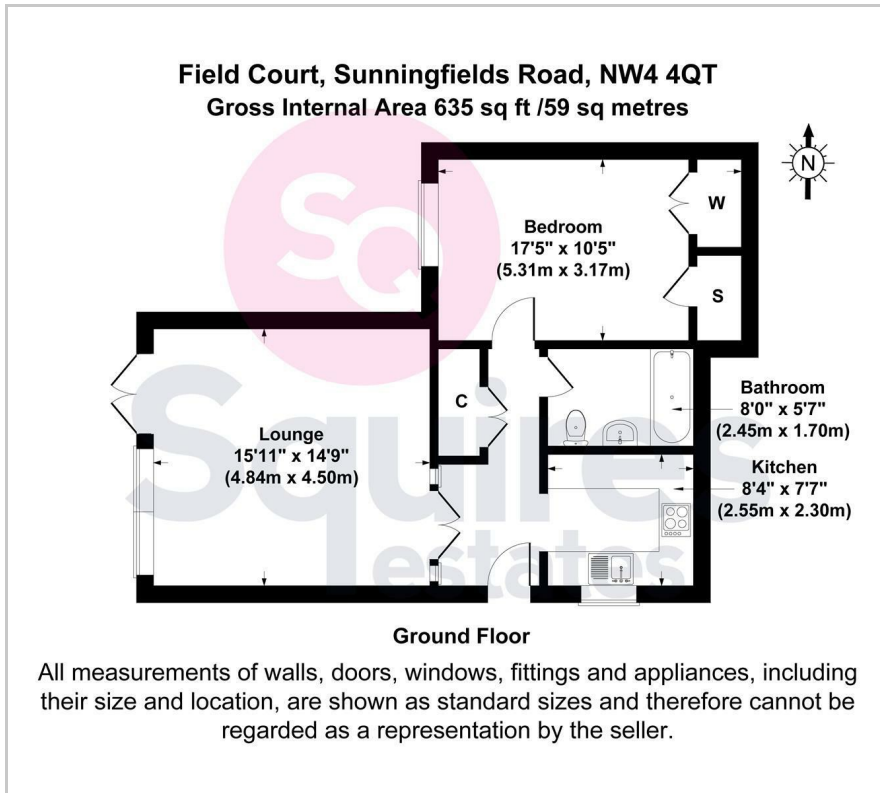 Field Court, Sunningfields Road, NW4 4QT
Gross Internal Area 635 sq ft /59 sq metres
SQ
N
W
Bedroom
17'5" x 10'5"
(5.31m x 3.17m)
S
C
Bathroom
8'0" x 5'7"
(2.45m x 1.70m)
Lounge
15'11" x 14'9"
(4.84m x 4.50m)
Kitchen
8'4" x 7'7"
(2.55m x 2.30m)
Squires
estates
Ground Floor
All measurements of walls, doors, windows, fittings and appliances, including
their size and location, are shown as standard sizes and therefore cannot be
regarded as a representation by the seller.